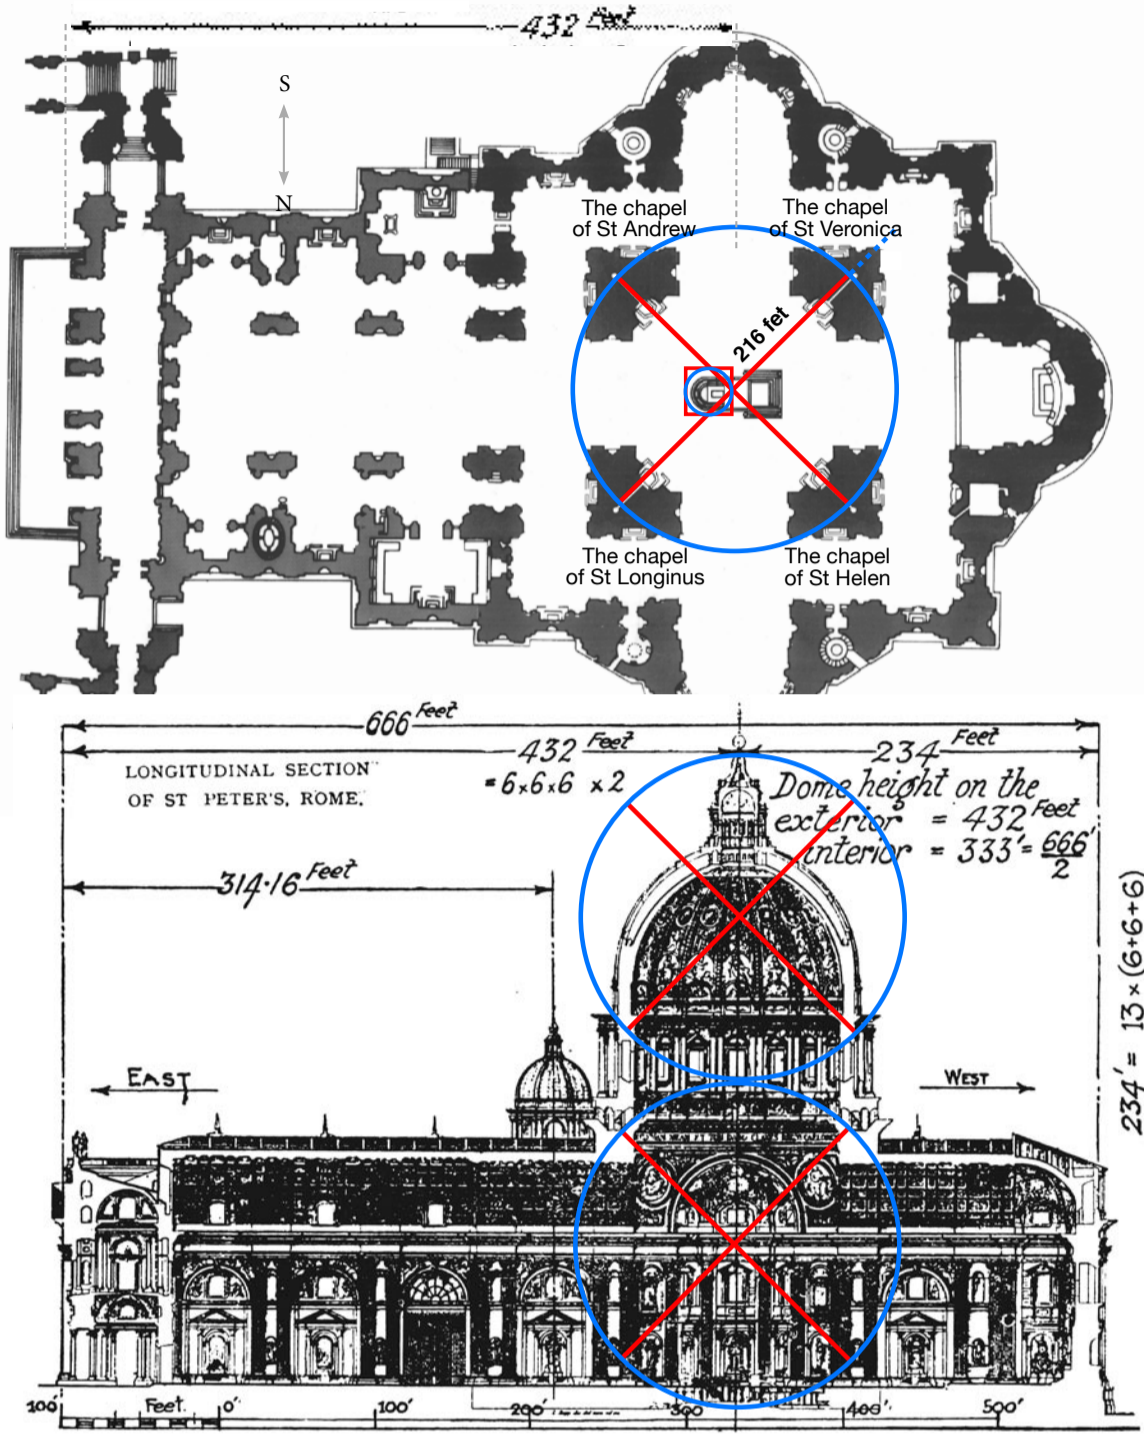 432 Feet
S
N
The chapel
of St Andrew
The chapel
of St Veronica
216 fet
The chapel
of St Longinus
The chapel
of St Helen
666 Feet
432 Feet
234 Feet
= 6×6×6 ×2
LONGITUDINAL SECTION
OF ST PETER'S, ROME.
Dome height on the
exterior = 432 Feet
interior = 333' = 666'
2
314·16 Feet
234' = 13×(6+6+6)
EAST
WEST
100' Feet. 0' 100' 200' 300' 400' 500'